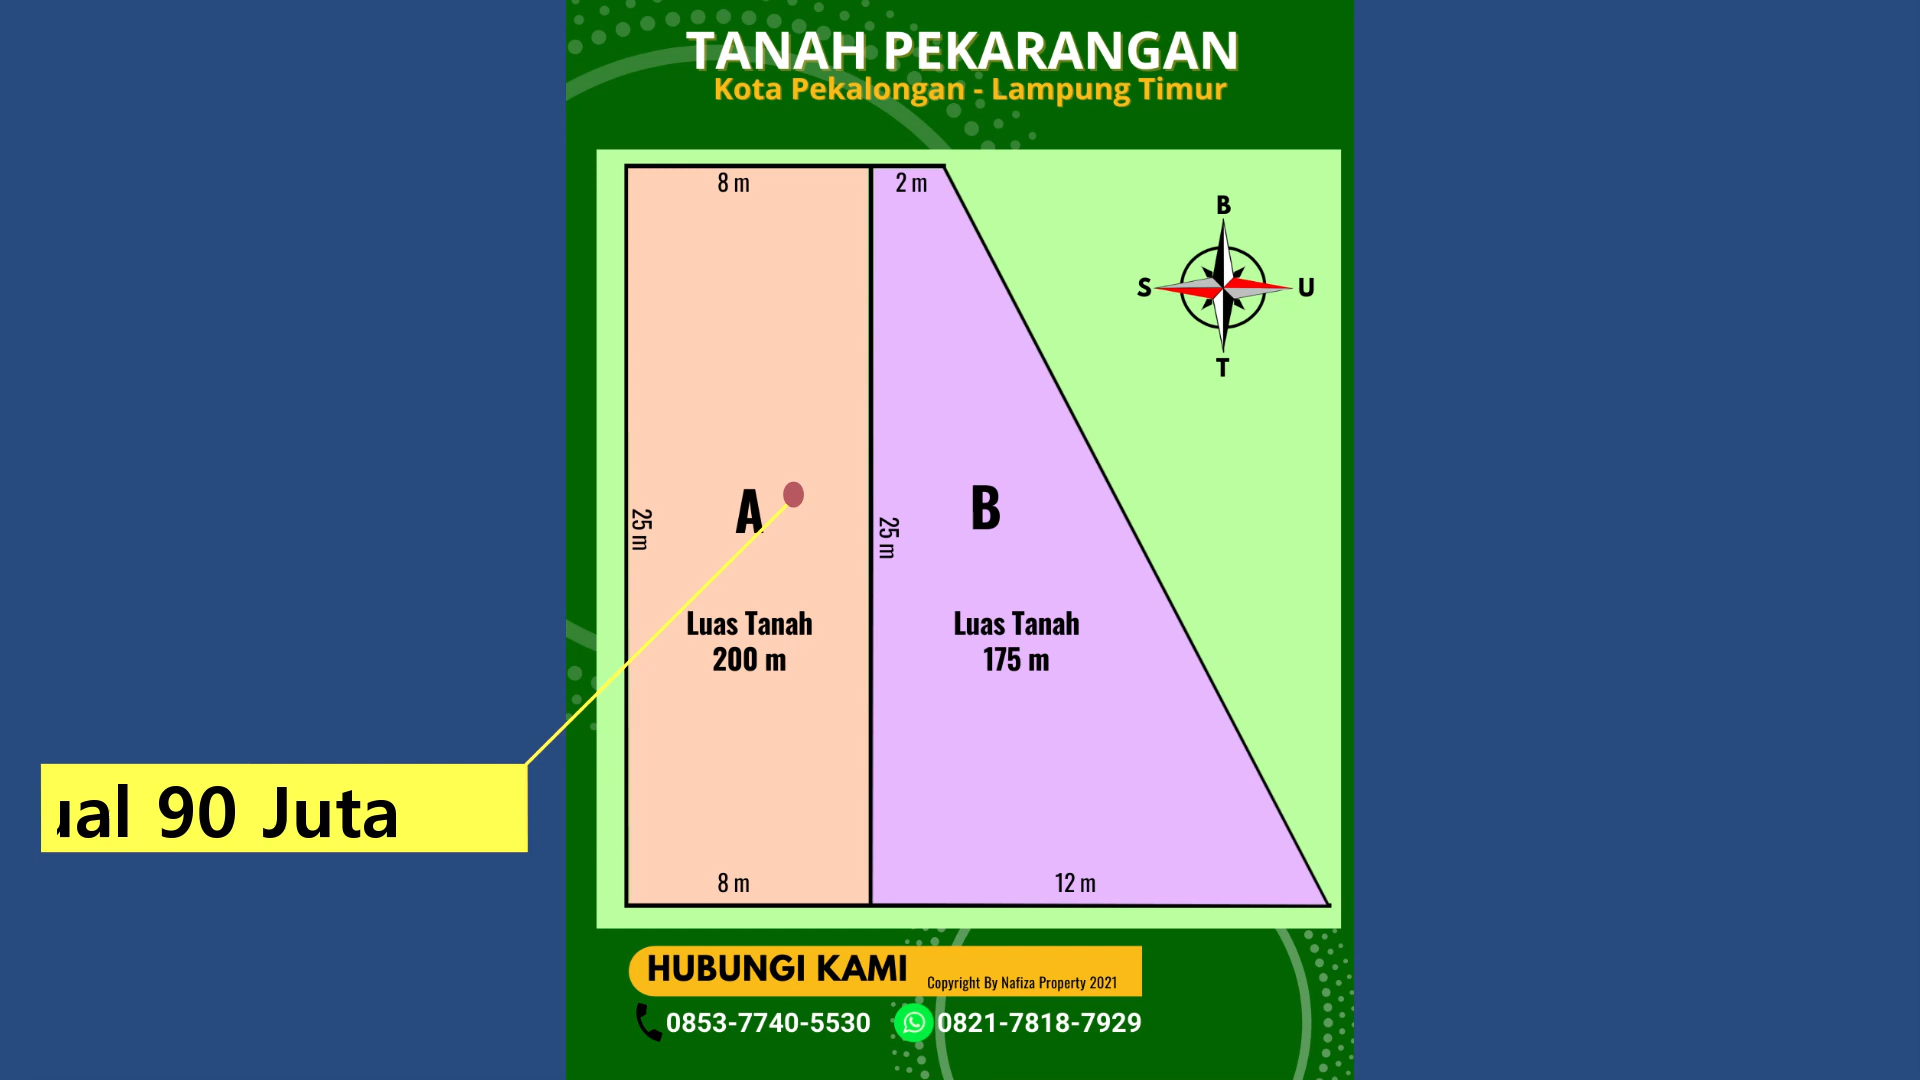 TANAH PEKARANGAN
Kota Pekalongan - Lampung Timur
8 m
2 m
B
S
U
T
A
B
25 m
25 m
Luas Tanah
200 m
Luas Tanah
175 m
90 Juta
8 m
12 m
HUBUNGI KAMI
Copyright By Nafiza Property 2021
0853-7740-5530
0821-7818-7929